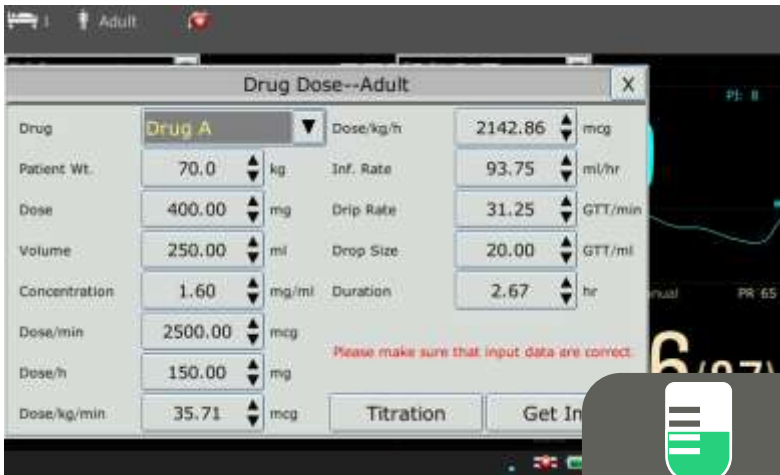 Adult
Drug Dose--Adult X
PI: 8
Drug Drug A Dose/kg/h 2142.86 mcg
Patient Wt. 70.0 kg Inf. Rate 93.75 ml/hr
Dose 400.00 mg Drip Rate 31.25 GTT/min
Volume 250.00 ml Drop Size 20.00 GTT/ml
Concentration 1.60 mg/ml Duration 2.67 hr
PR 65
Dose/min 2500.00 mcg
Please make sure that input data are correct.
Dose/h 150.00 mg
Dose/kg/min 35.71 mcg Titration Get